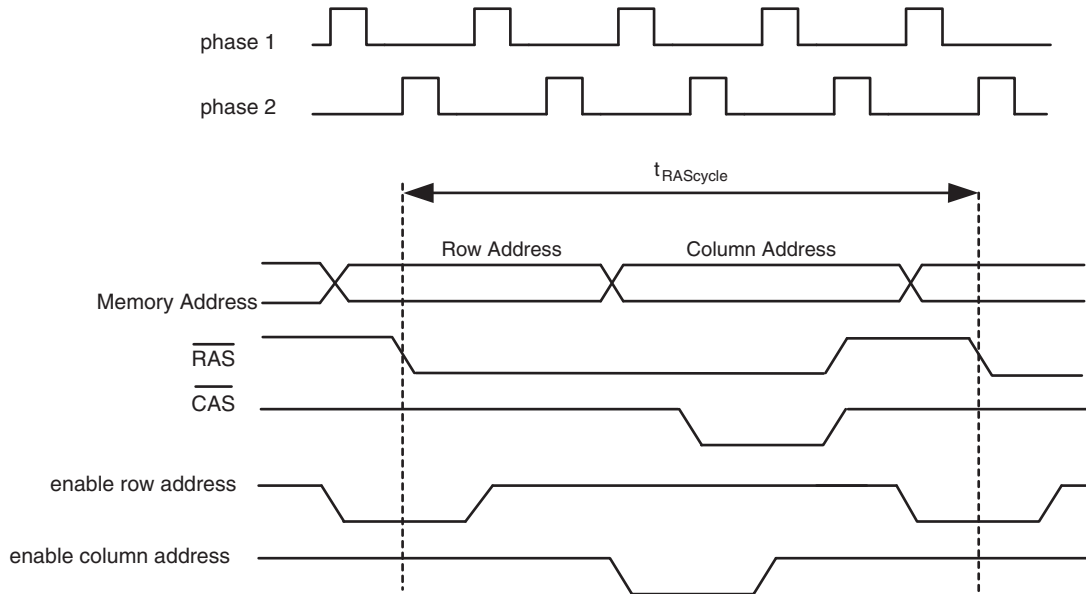 phase 1
phase 2
tRAScycle
Row Address Column Address
Memory Address
RAS
CAS
enable row address
enable column address